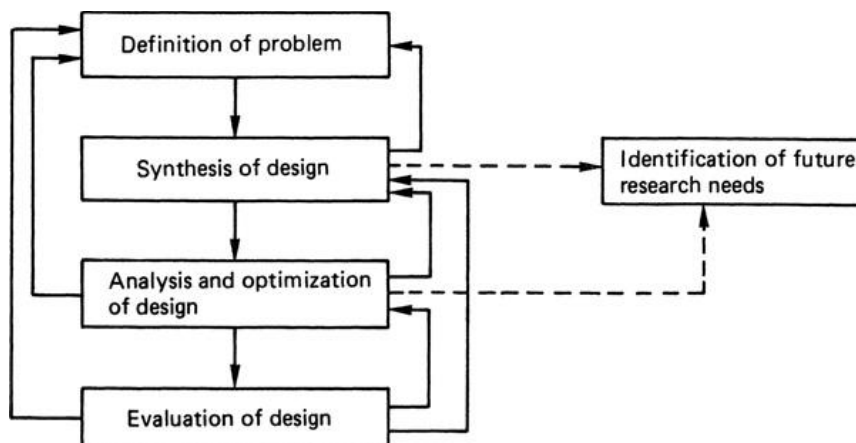 Definition of problem
Synthesis of design
Identification of future
research needs
Analysis and optimization
of design
Evaluation of design